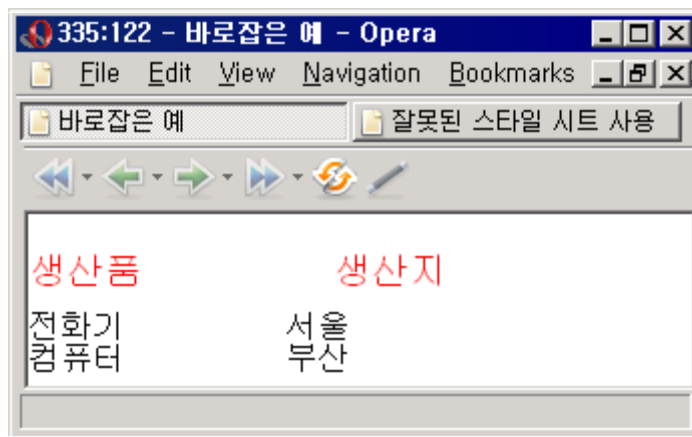 335:122 - 바로잡은 예 - Opera
File Edit View Navigation Bookmarks
바로잡은 예 잘못된 스타일 시트 사용
생산품 생산지
전화기 서울
컴퓨터 부산